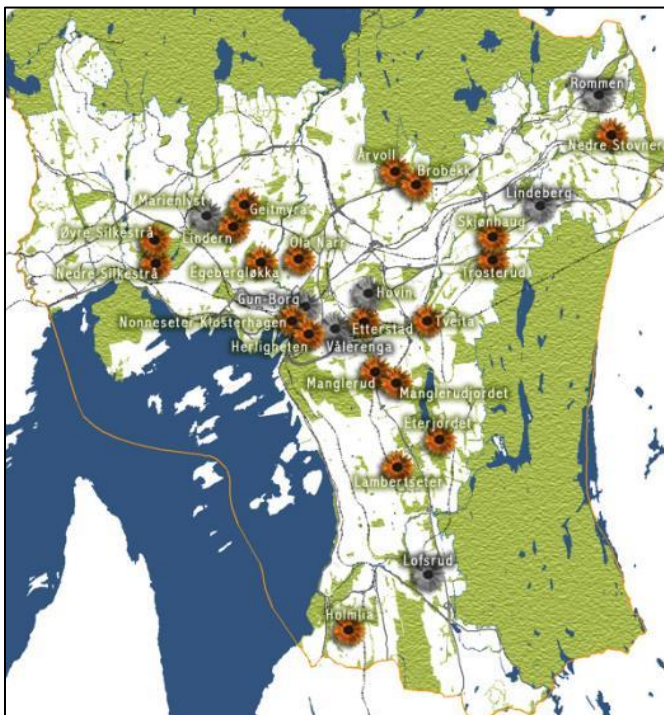 Rommen
Nedre Stovner
Årvoll
Brobekk
Lindeberg
Marienlyst
Geitmyra
Lindern
Øvre Silkestrå
Ola Narr
Skjønhaug
Nedre Silkestrå
Egebergløkka
Trosterud
Gun-Borg
Hovin
Nonneseter Klosterhagen
Etterstad
Tveita
Herligheten
Vålerenga
Manglerud
Manglerudjordet
Eterjordet
Lambertseter
Lofsrud
Holmlia